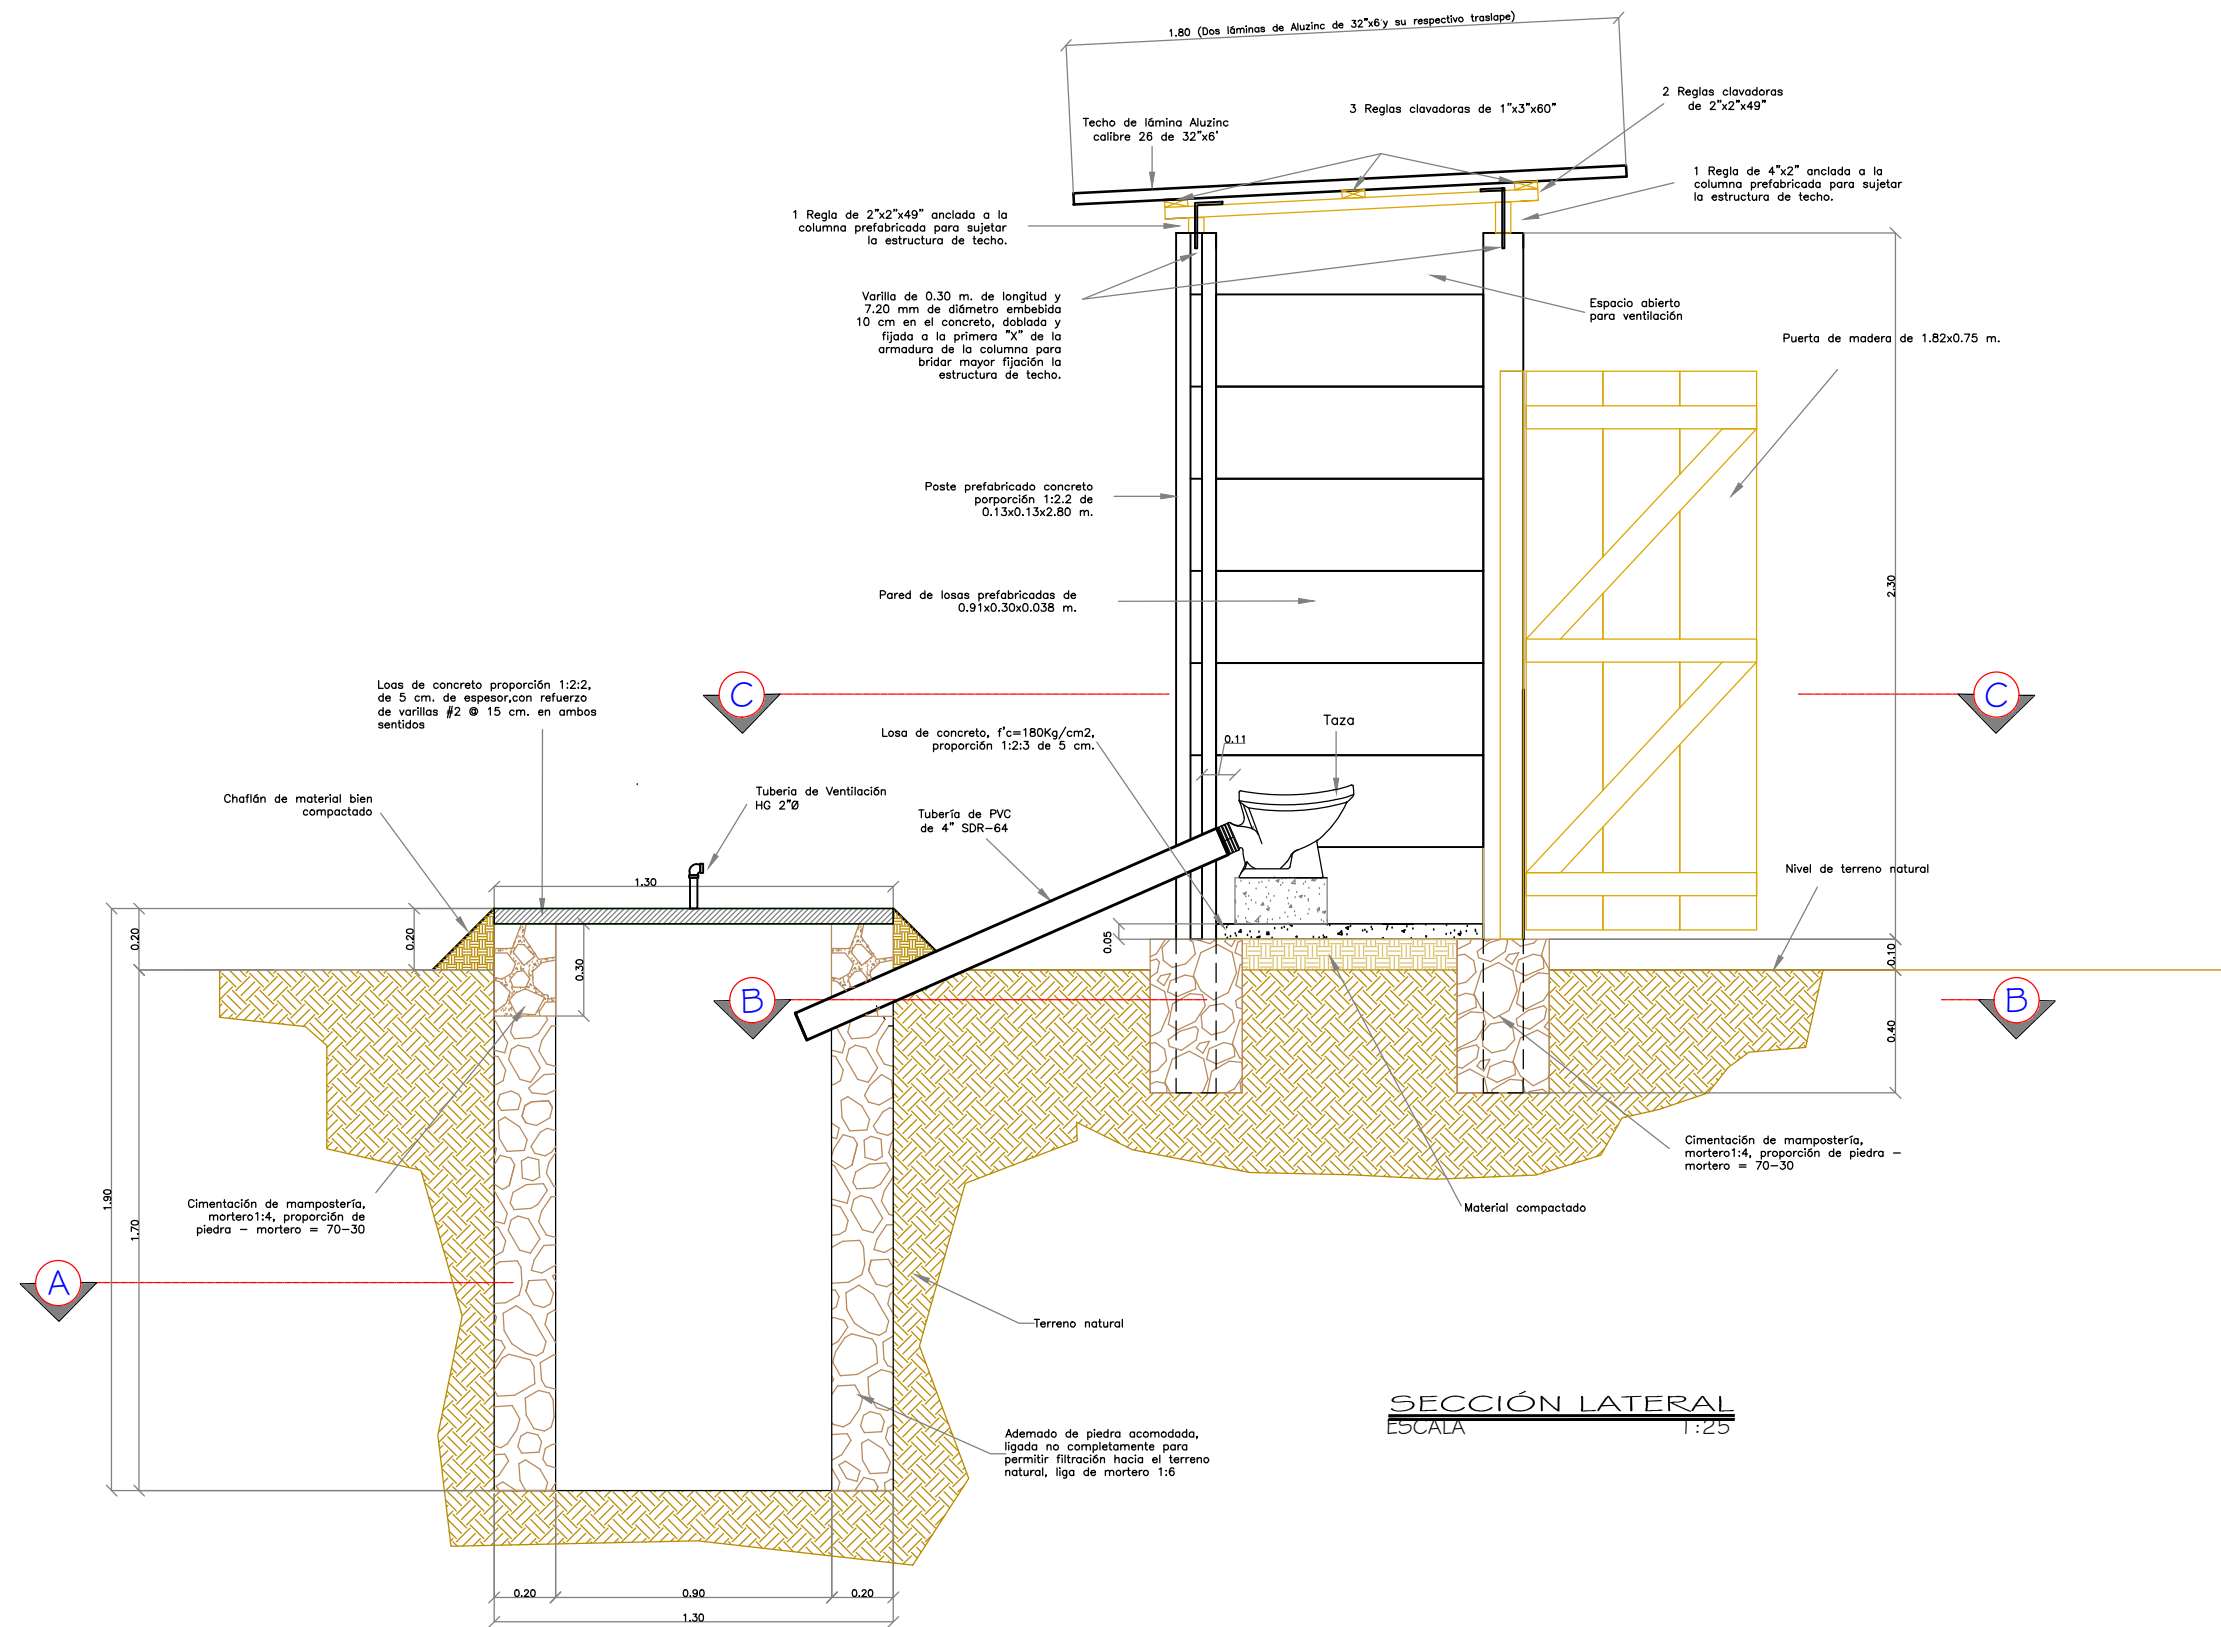 1.80 (Dos láminas de Aluzinc de 32"x6'y su respectivo traslape)
2 Reglas clavadoras
de 2"x2"x49"
3 Reglas clavadoras de 1"x3"x60"
Techo de lámina Aluzinc
calibre 26 de 32"x6'
1 Regla de 4"x2" anclada a la
columna prefabricada para sujetar
la estructura de techo.
1 Regla de 2"x2"x49" anclada a la
columna prefabricada para sujetar
la estructura de techo.
Varilla de 0.30 m. de longitud y
7.20 mm de diámetro embebida
10 cm en el concreto, doblada y
fijada a la primera "X" de la
armadura de la columna para
bridar mayor fijación la
estructura de techo.
Espacio abierto
para ventilación
Puerta de madera de 1.82x0.75 m.
Poste prefabricado concreto
porporción 1:2.2 de
0.13x0.13x2.80 m.
2.30
Pared de losas prefabricadas de
0.91x0.30x0.038 m.
Loas de concreto proporción 1:2:2,
de 5 cm. de espesor,con refuerzo
de varillas #2 @ 15 cm. en ambos
sentidos
C
C
Losa de concreto, f'c=180Kg/cm2,
proporción 1:2:3 de 5 cm.
Taza
0.11
Chaflán de material bien
compactado
Tuberia de Ventilación
HG 2"Ø
Tubería de PVC
de 4" SDR-64
Nivel de terreno natural
1.30
0.20
0.20
0.30
0.05
0.10
B
B
0.40
Cimentación de mampostería,
mortero1:4, proporción de piedra -
mortero = 70-30
Material compactado
1.90
1.70
Cimentación de mampostería,
mortero1:4, proporción de
piedra - mortero = 70-30
A
Terreno natural
SECCIÓN LATERAL
ESCALA 1:25
Ademado de piedra acomodada,
ligada no completamente para
permitir filtración hacia el terreno
natural, liga de mortero 1:6
0.20 0.90 0.20
1.30